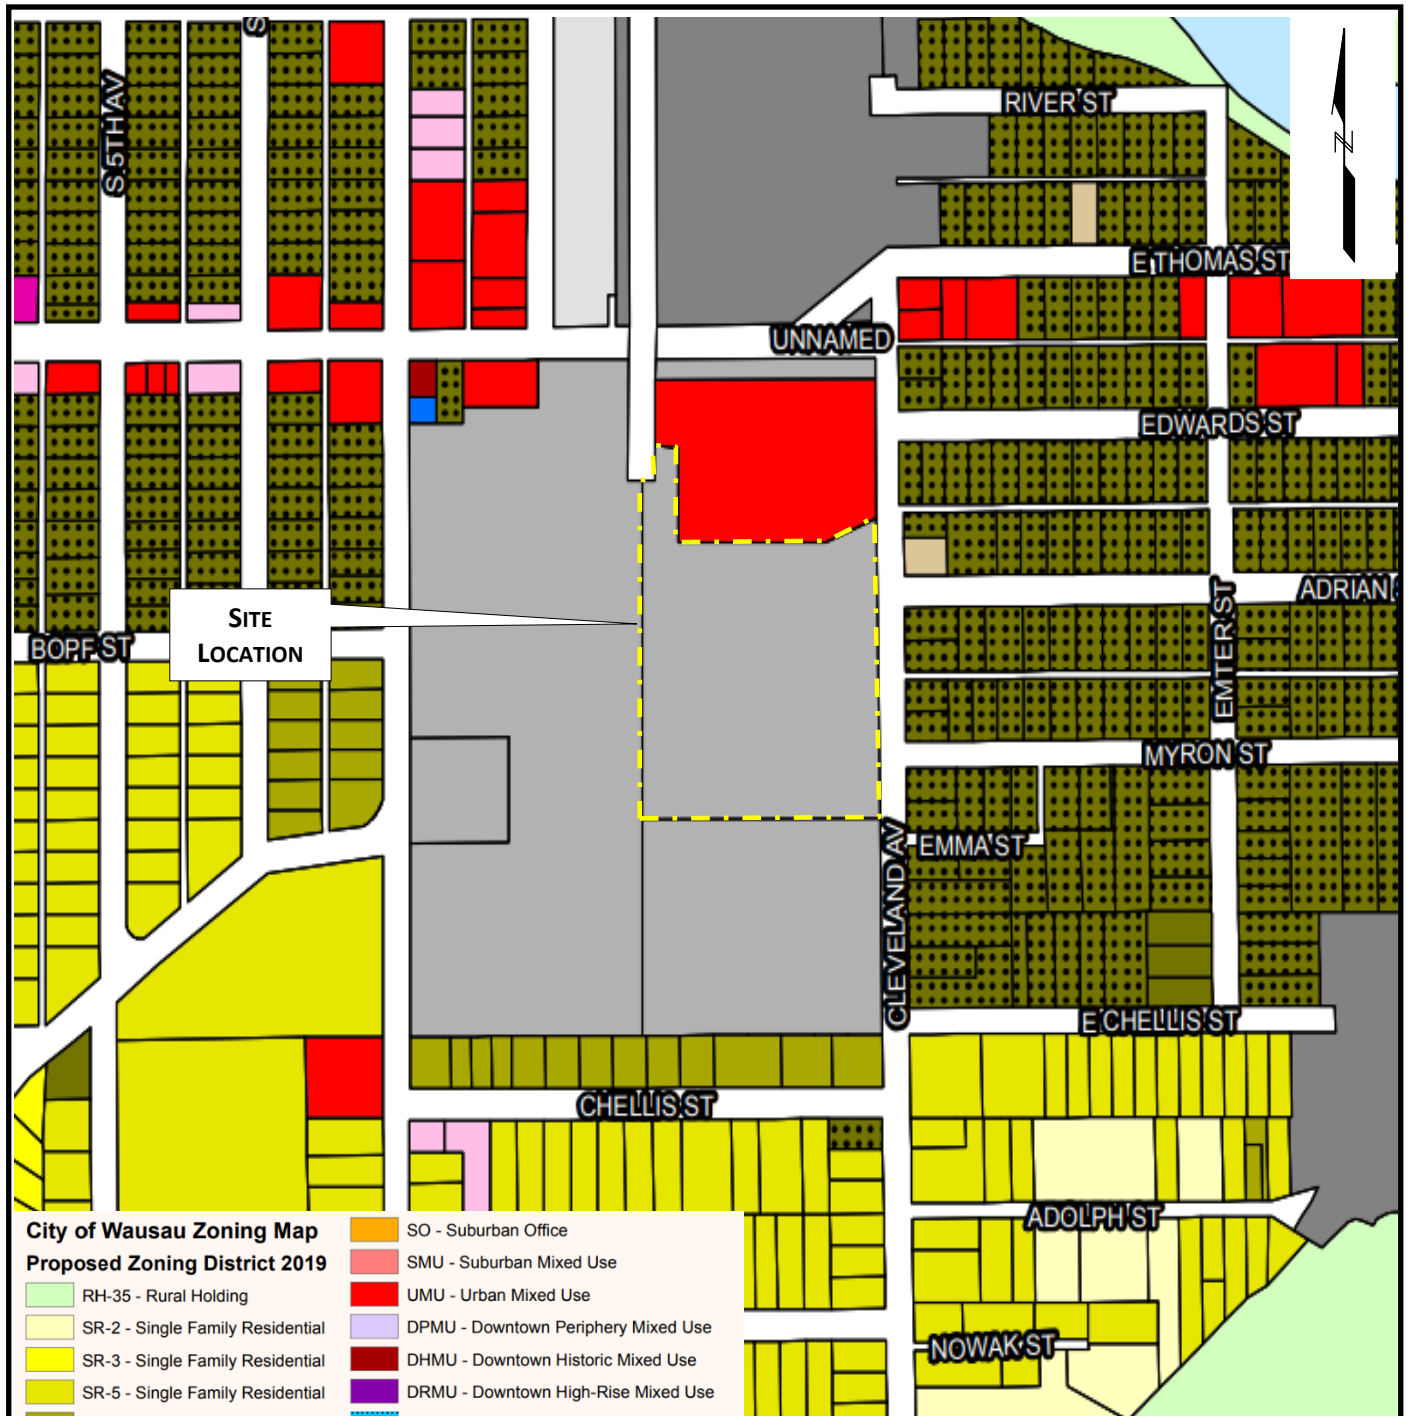 S
S 5TH AV
RIVER ST
N
E THOMAS ST
UNNAMED
EDWARDS ST
ADRIAN S
SITE
LOCATION
BOPF ST
EMTER ST
MYRON ST
EMMA ST
CLEVELAND AV
E CHELLIS ST
CHELLIS ST
ADOLPH ST
NOWAK ST
City of Wausau Zoning Map
Proposed Zoning District 2019
RH-35 - Rural Holding
SR-2 - Single Family Residential
SR-3 - Single Family Residential
SR-5 - Single Family Residential
SO - Suburban Office
SMU - Suburban Mixed Use
UMU - Urban Mixed Use
DPMU - Downtown Periphery Mixed Use
DHMU - Downtown Historic Mixed Use
DRMU - Downtown High-Rise Mixed Use